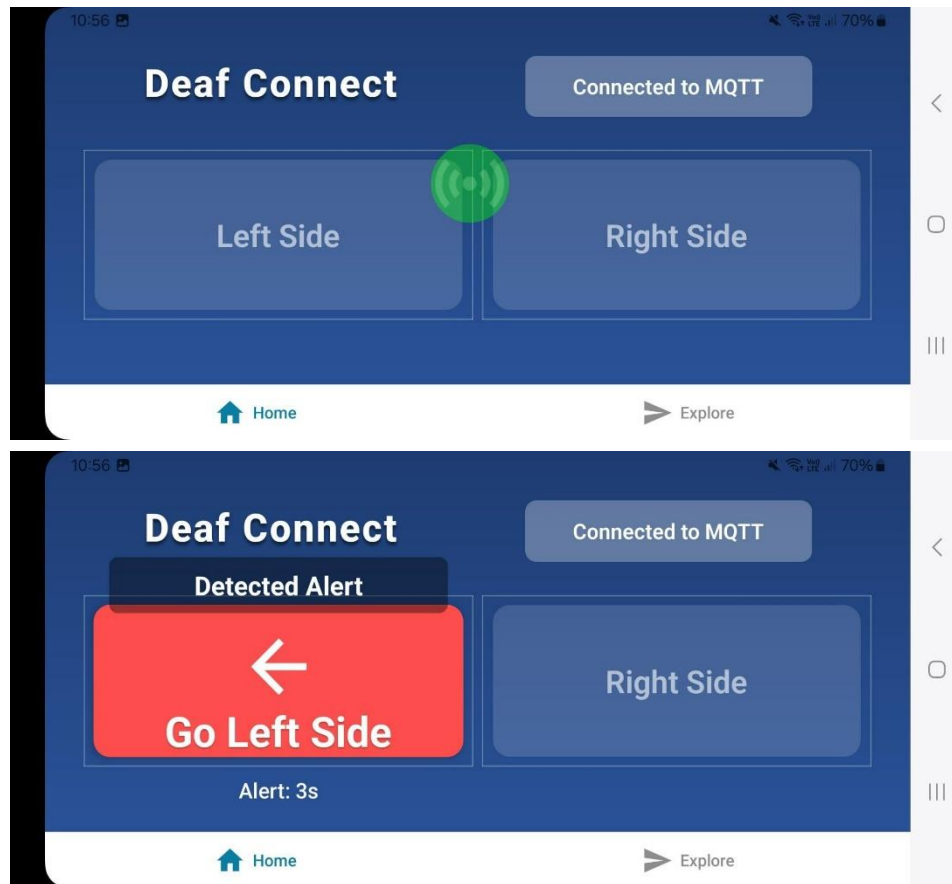 10:56
70%
Deaf Connect
Connected to MQTT
Left Side
Right Side
Home
Explore
10:56
70%
Deaf Connect
Connected to MQTT
Detected Alert
Go Left Side
Right Side
Alert: 3s
Home
Explore